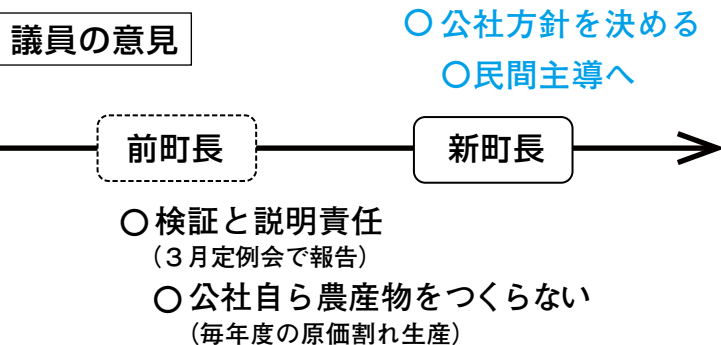 議員の意見
〇公社方針を決める
〇民間主導へ
前町長
新町長
〇検証と説明責任
（３月定例会で報告）
〇公社自ら農産物をつくらない
（毎年度の原価割れ生産）